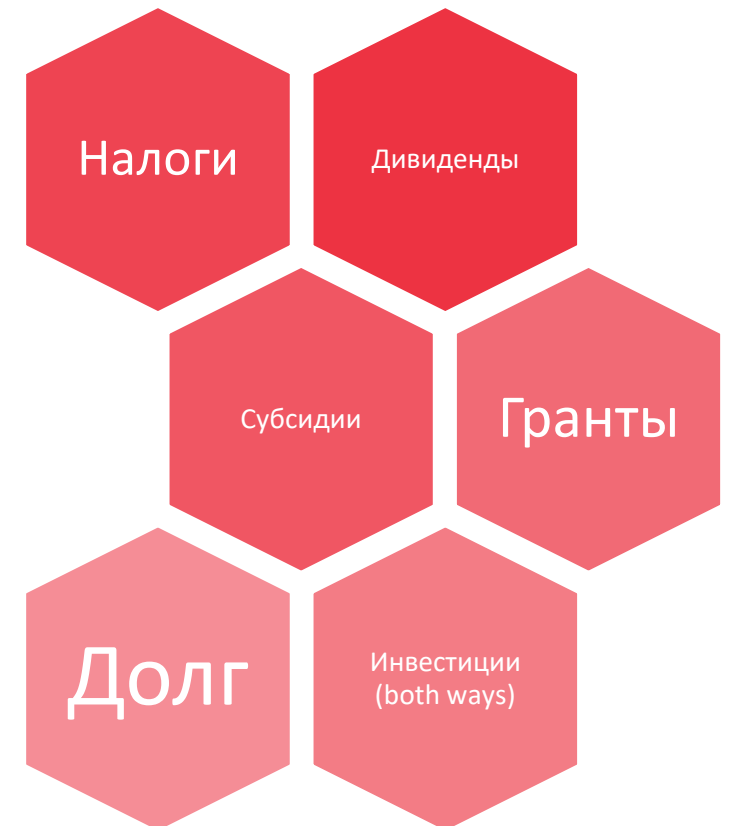 Налоги
Дивиденды
Субсидии
Гранты
Долг
Инвестиции
(both ways)